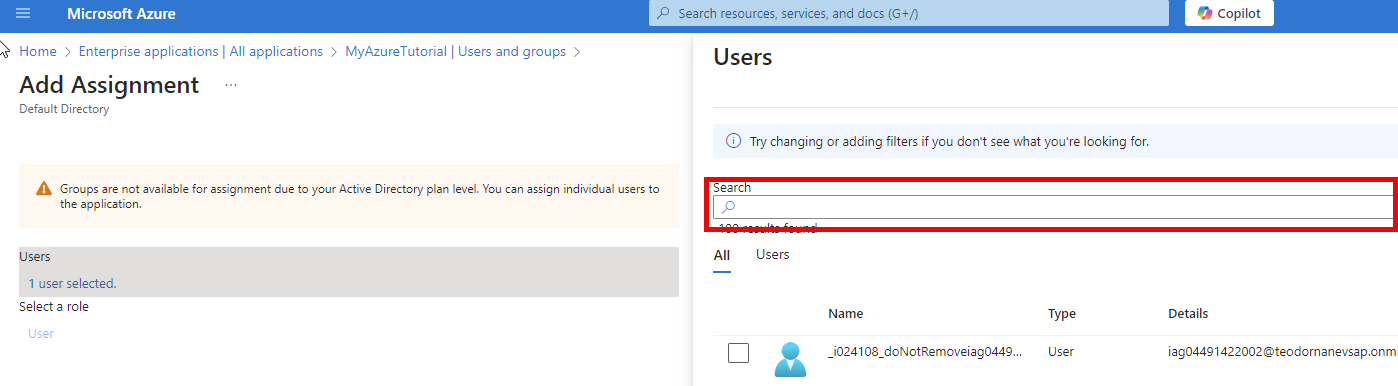 Microsoft Azure
Search resources, services, and docs (G+/)
Copilot
Home > Enterprise applications | All applications > MyAzureTutorial | Users and groups >
Add Assignment ...
Default Directory
Groups are not available for assignment due to your Active Directory plan level. You can assign individual users to
the application.
Users
1 user selected.
Select a role
User
Users
Try changing or adding filters if you don't see what you're looking for.
Search
100 results found
All Users
Name Type Details
_i024108_doNotRemoveiag0449... User iag04491422002@teodornanevsap.onm